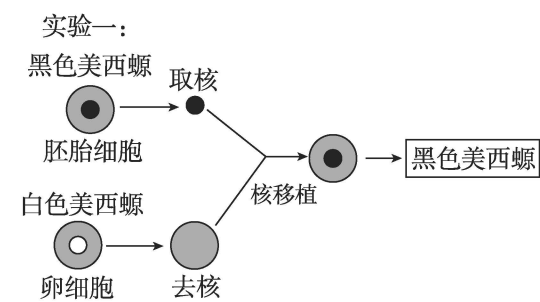 实验一：
黑色美西螈
取核
胚胎细胞
黑色美西螈
白色美西螈
核移植
卵细胞
去核